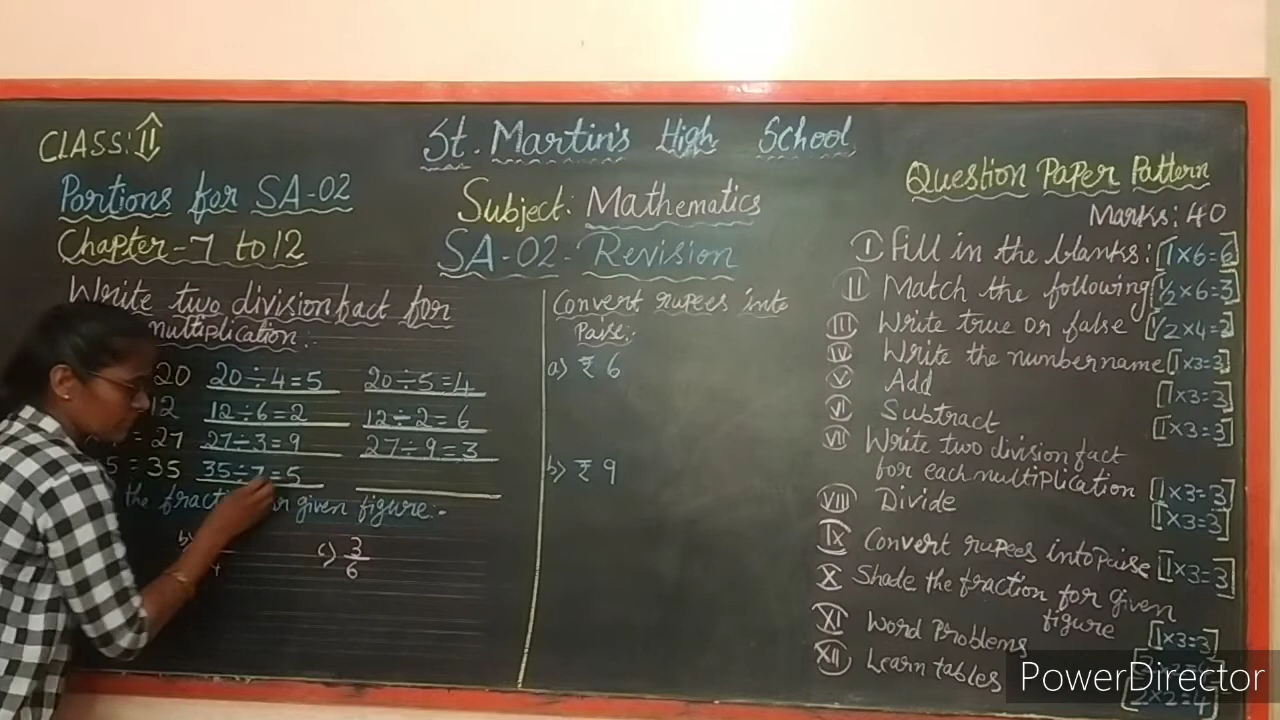 CLASS: II
St. Martin's High School
Portions for SA-02
Subject: Mathematics
Chapter-7 to 12
SA-02- Revision
Write two division fact for
multiplication:-
20 20÷4=5 20÷5=4
12 12÷6=2 12÷2=6
= 27 27÷3=9 27÷9=3
5 = 35 35÷7=5
the given figure:-
b)
c) 3/6
Convert rupees into
Paise:-
a) ₹ 6
b) ₹ 9
Question Paper Pattern
Marks: 40
I Fill in the blanks: [1×6=6]
II Match the following [1/2×6=3]
III Write true or false [1/2×4=2]
IV Write the number name [1×3=3]
V Add [1×3=3]
VI Subtract [1×3=3]
VII Write two division fact
for each multiplication [1×3=3]
VIII Divide [1×3=3]
IX Convert rupees into Paise [1×3=3]
X Shade the fraction for given
figure [1×3=3]
XI Word Problems
XII Learn tables [2×2=4]
PowerDirector